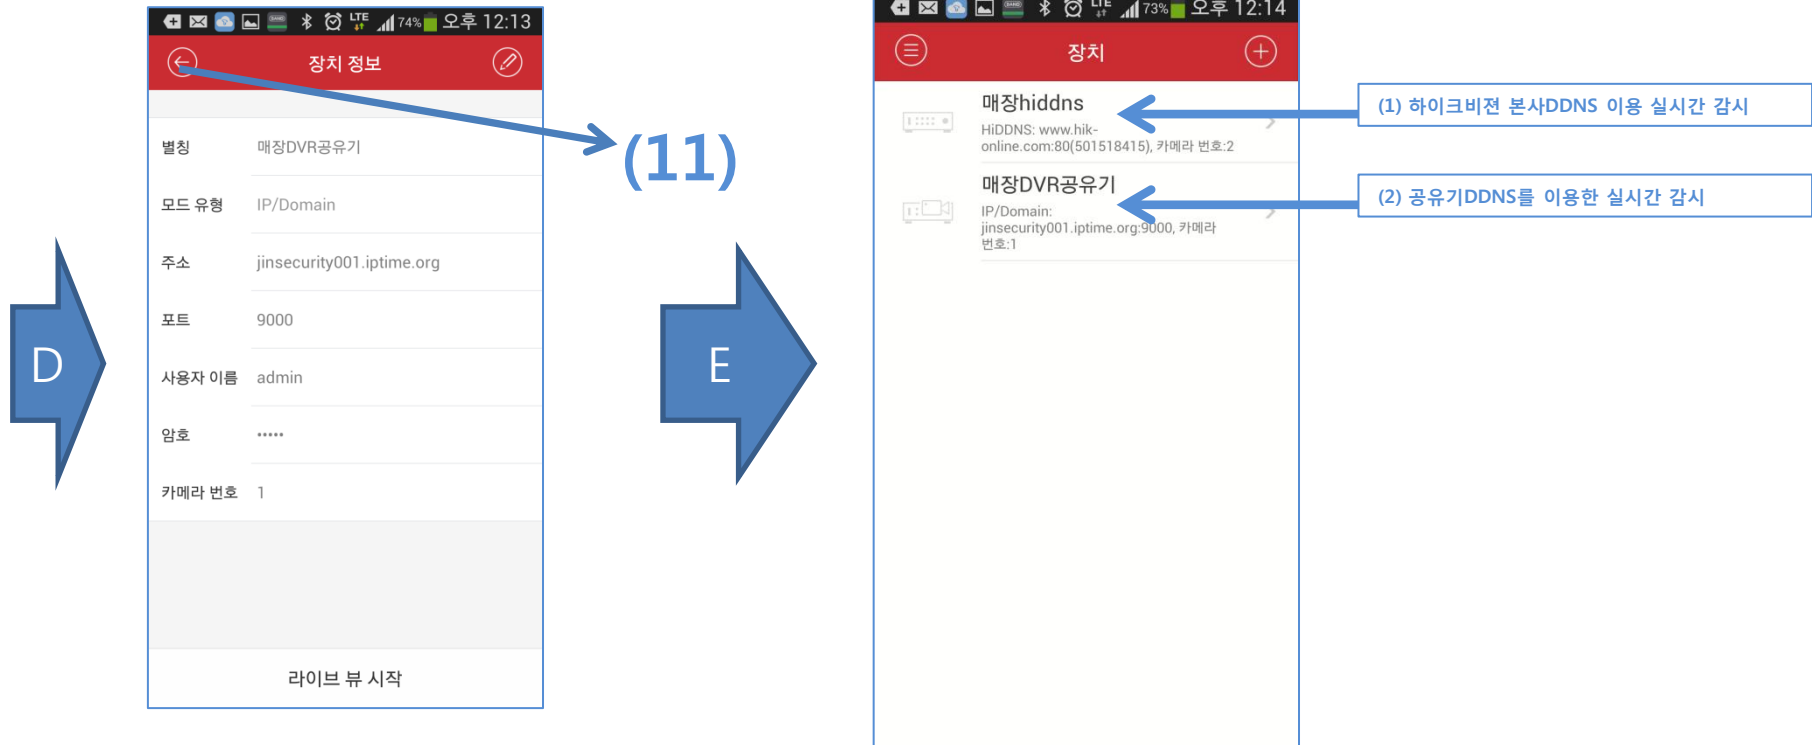 LTE 74% 오후 12:13
장치 정보
별칭 매장DVR공유기
모드 유형 IP/Domain
주소 jinsecurity001.iptime.org
포트 9000
사용자 이름 admin
암호 •••••
카메라 번호 1
라이브 뷰 시작
(11)
D
E
LTE 73% 오후 12:14
장치
매장hiddns
HiDDNS: www.hik-
online.com:80(501518415), 카메라 번호:2
매장DVR공유기
IP/Domain:
jinsecurity001.iptime.org:9000, 카메라
번호:1
(1) 하이크비젼 본사DDNS 이용 실시간 감시
(2) 공유기DDNS를 이용한 실시간 감시